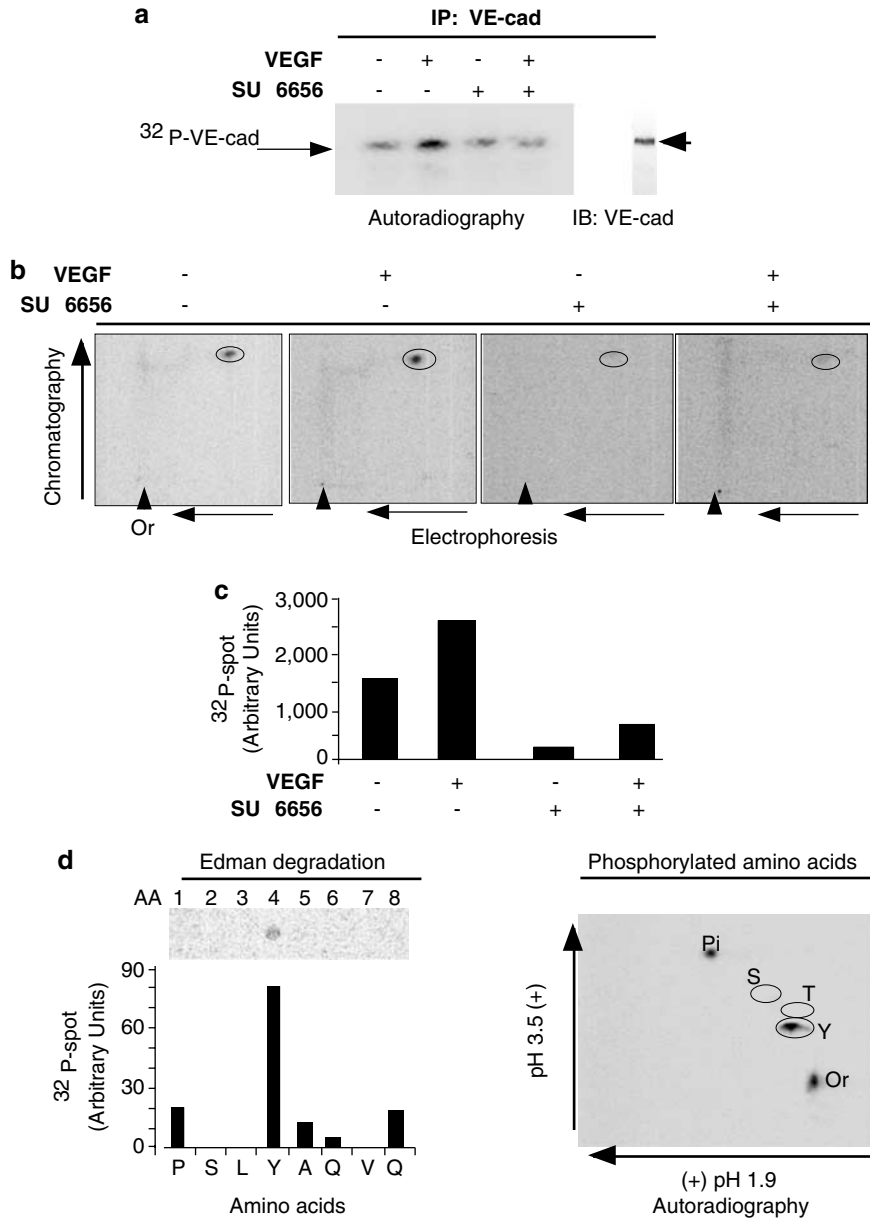 a
IP: VE-cad
VEGF - + - +
SU 6656 - - + +
32 P-VE-cad
Autoradiography
IB: VE-cad
b
VEGF - + - +
SU 6656 - - + +
Chromatography
Or
Electrophoresis
c
32 P-spot
(Arbitrary Units)
3,000
2,000
1,000
0
VEGF - + - +
SU 6656 - - + +
d
Edman degradation
AA 1 2 3 4 5 6 7 8
32 P-spot
(Arbitrary Units)
90
60
30
0
P S L Y A Q V Q
Amino acids
Phosphorylated amino acids
pH 3.5 (+)
Pi
S
T
Y
Or
(+) pH 1.9
Autoradiography